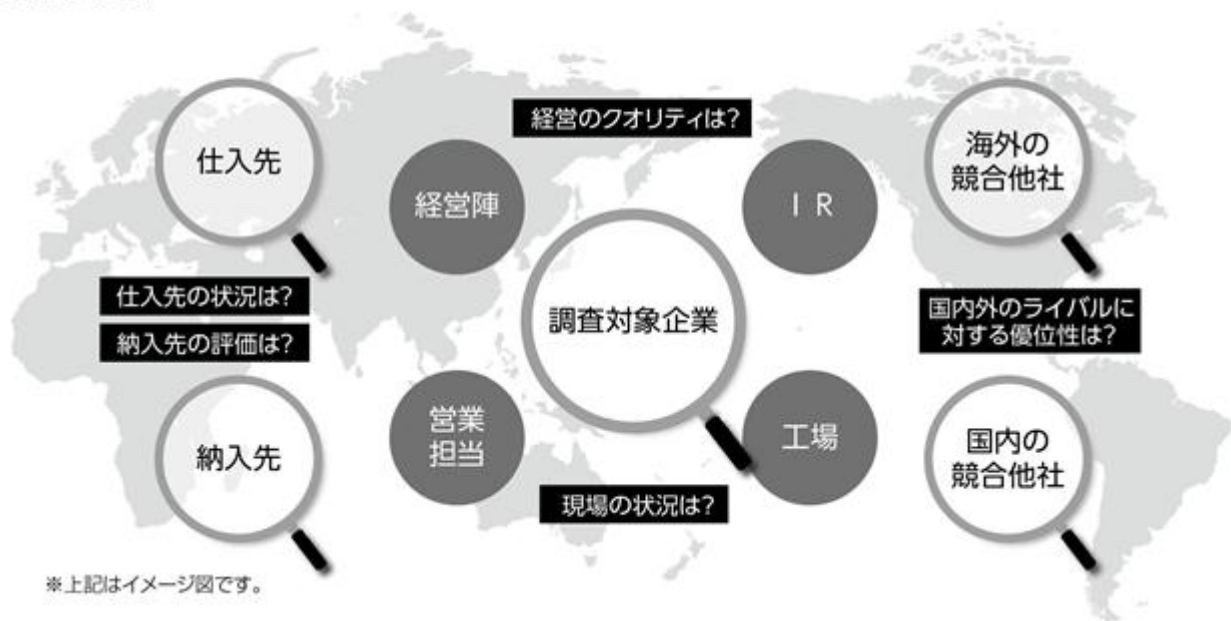 経営のクオリティは?
仕入先
経営陣
ⅠR
海外の
競合他社
仕入先の状況は?
納入先の評価は?
調査対象企業
国内外のライバルに
対する優位性は?
納入先
営業
担当
工場
国内の
競合他社
現場の状況は?
※上記はイメージ図です。